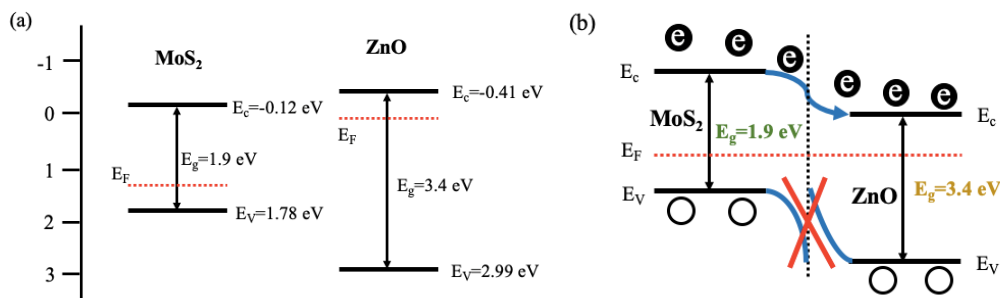 (a)
MoS2
ZnO
-1
0
1
2
3
Ec=-0.12 eV
Eg=1.9 eV
EF
EV=1.78 eV
Ec=-0.41 eV
EF
Eg=3.4 eV
EV=2.99 eV
(b)
e e e e e e
Ec
MoS2
Eg=1.9 eV
EF
EV
Ec
ZnO
Eg=3.4 eV
EV